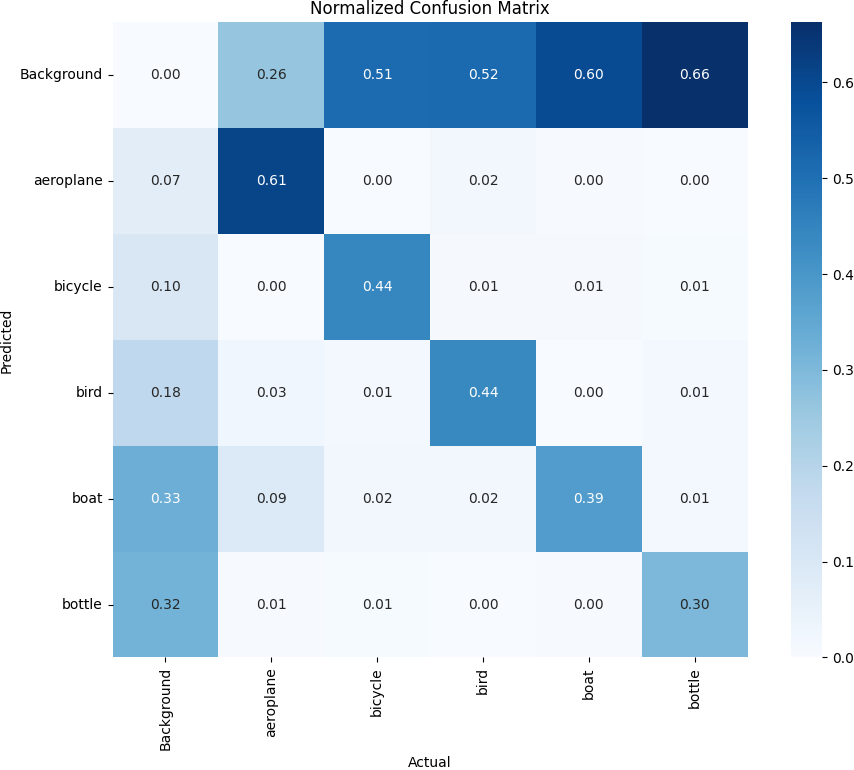 Normalized Confusion Matrix
Background 0.00 0.26 0.51 0.52 0.60 0.66
aeroplane 0.07 0.61 0.00 0.02 0.00 0.00
bicycle 0.10 0.00 0.44 0.01 0.01 0.01
bird 0.18 0.03 0.01 0.44 0.00 0.01
boat 0.33 0.09 0.02 0.02 0.39 0.01
bottle 0.32 0.01 0.01 0.00 0.00 0.30
Predicted
Background aeroplane bicycle bird boat bottle
Actual
0.6
0.5
0.4
0.3
0.2
0.1
0.0